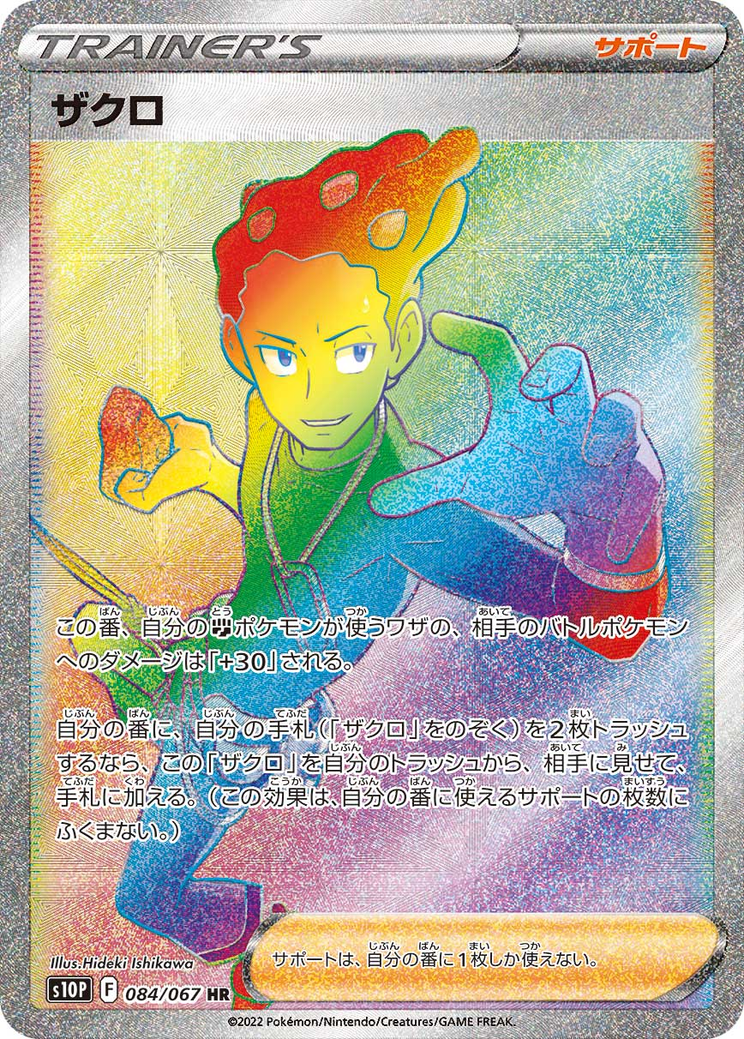 TRAINER'S
サポート
ザクロ
この番、自分の闘ポケモンが使うワザの、相手のバトルポケモン
へのダメージは「+30」される。
自分の番に、自分の手札（「ザクロ」をのぞく）を2枚トラッシュ
するなら、この「ザクロ」を自分のトラッシュから、相手に見せて、
手札に加える。（この効果は、自分の番に使えるサポートの枚数に
ふくまない。）
サポートは、自分の番に1枚しか使えない。
Illus.Hideki Ishikawa
s10P F 084/067 HR
©2022 Pokémon/Nintendo/Creatures/GAME FREAK.